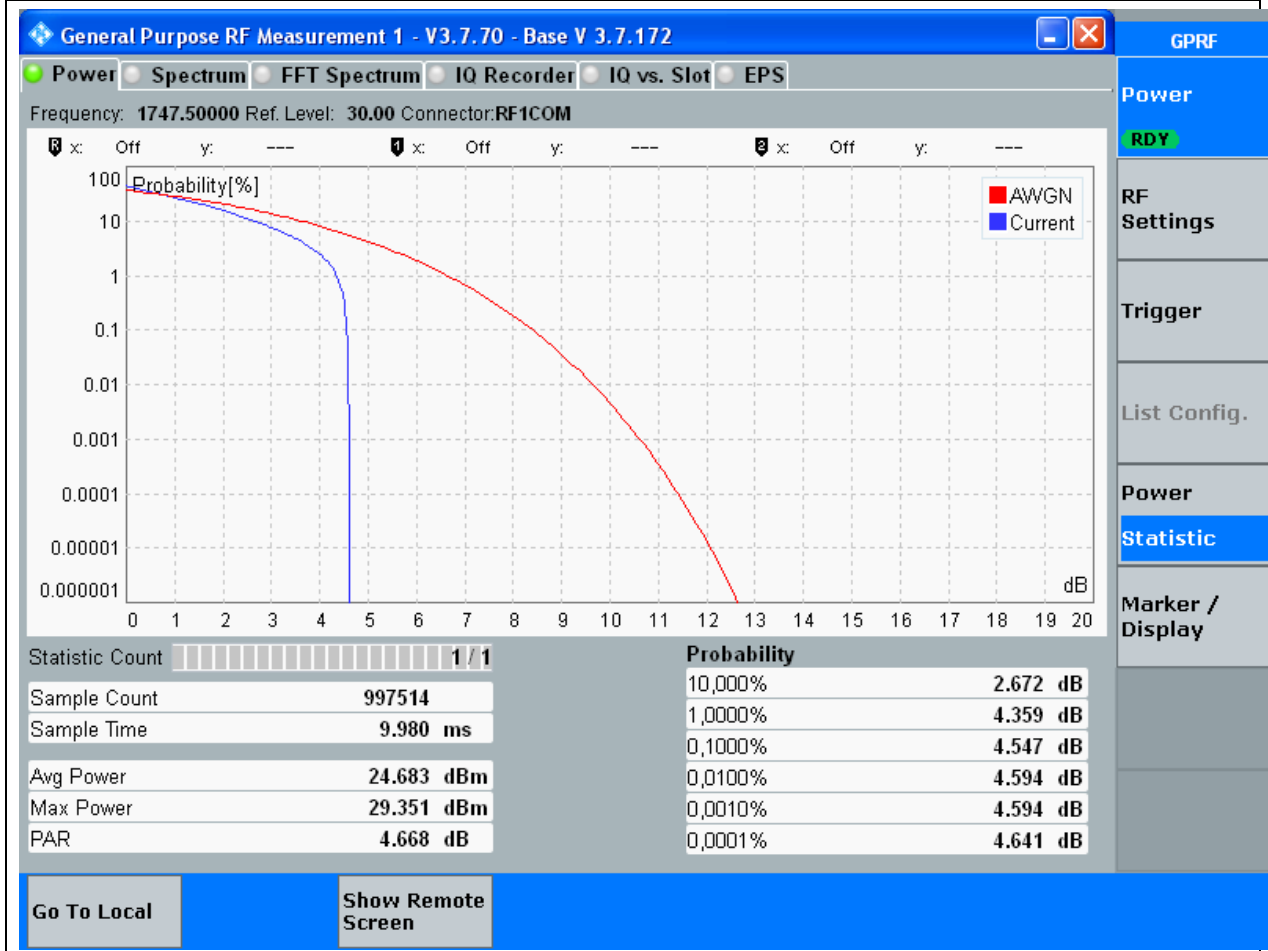 General Purpose RF Measurement 1 - V3.7.70 - Base V 3.7.172
Power Spectrum FFT Spectrum IQ Recorder IQ vs. Slot EPS
Frequency: 1747.50000 Ref. Level: 30.00 Connector:RF1COM
R x: Off y: --- 1 x: Off y: --- 2 x: Off y: ---
Probability[%]
AWGN
Current
100
10
1
0.1
0.01
0.001
0.0001
0.00001
0.000001
dB
0 1 2 3 4 5 6 7 8 9 10 11 12 13 14 15 16 17 18 19 20
Statistic Count 1 / 1
Sample Count 997514
Sample Time 9.980 ms
Avg Power 24.683 dBm
Max Power 29.351 dBm
PAR 4.668 dB
Probability
10,000% 2.672 dB
1,0000% 4.359 dB
0,1000% 4.547 dB
0,0100% 4.594 dB
0,0010% 4.594 dB
0,0001% 4.641 dB
Go To Local
Show Remote
Screen
GPRF
Power
RDY
RF
Settings
Trigger
List Config.
Power
Statistic
Marker /
Display